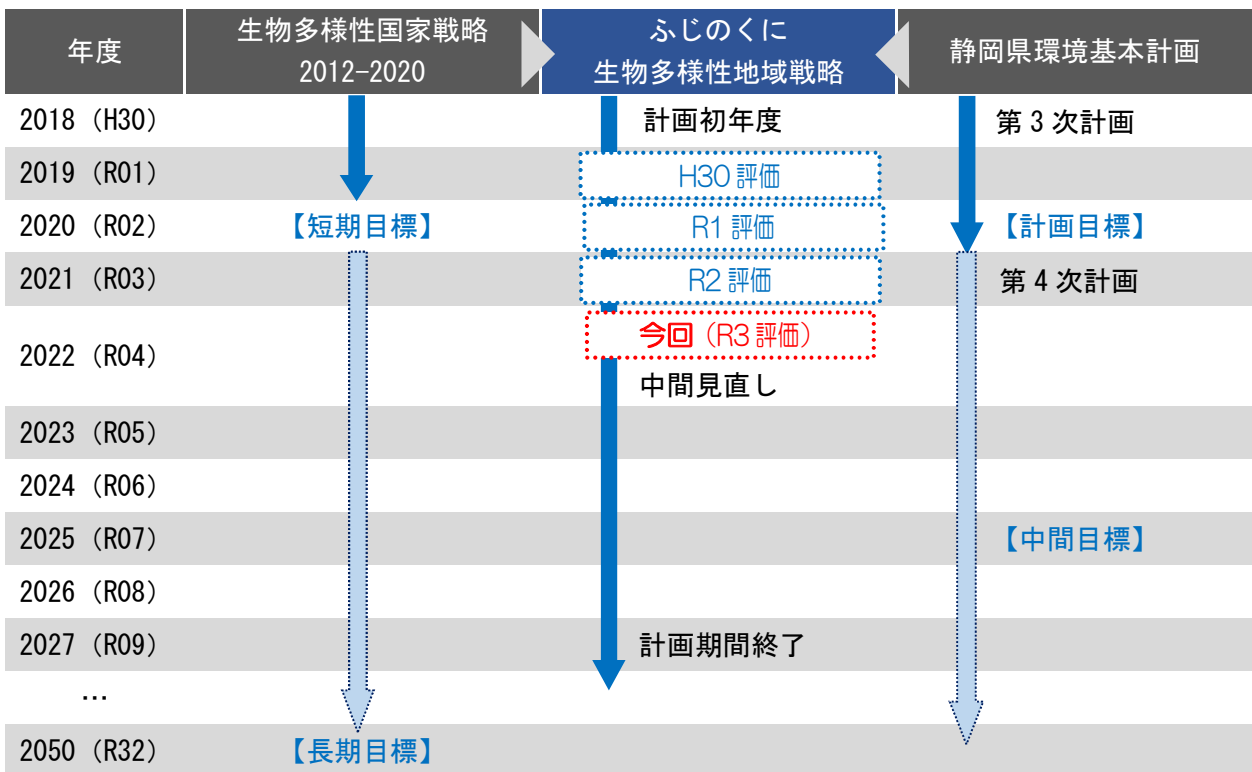 年度
生物多様性国家戦略
2012-2020
ふじのくに
生物多様性地域戦略
静岡県環境基本計画
2018 (H30)
計画初年度
第3次計画
2019 (R01)
H30評価
2020 (R02)
【短期目標】
R1評価
【計画目標】
2021 (R03)
R2評価
第4次計画
2022 (R04)
今回（R3評価）
中間見直し
2023 (R05)
2024 (R06)
2025 (R07)
【中間目標】
2026 (R08)
2027 (R09)
計画期間終了
…
2050 (R32)
【長期目標】